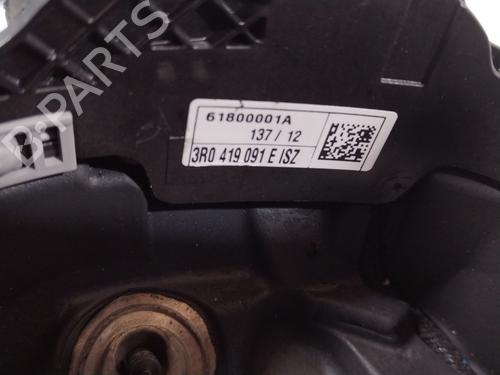 B-PARTS
61800001A
137/ 12
3R0 419 091 E ISZ